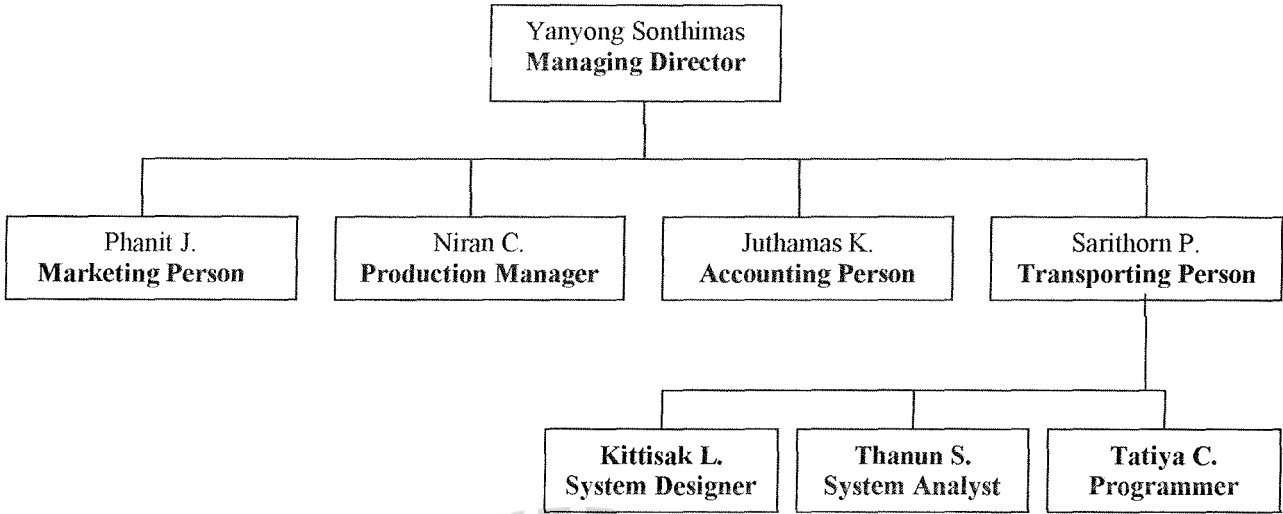 Yanyong Sonthimas
Managing Director
Phanit J.
Marketing Person
Niran C.
Production Manager
Juthamas K.
Accounting Person
Sarithorn P.
Transporting Person
Kittisak L.
System Designer
Thanun S.
System Analyst
Tatiya C.
Programmer